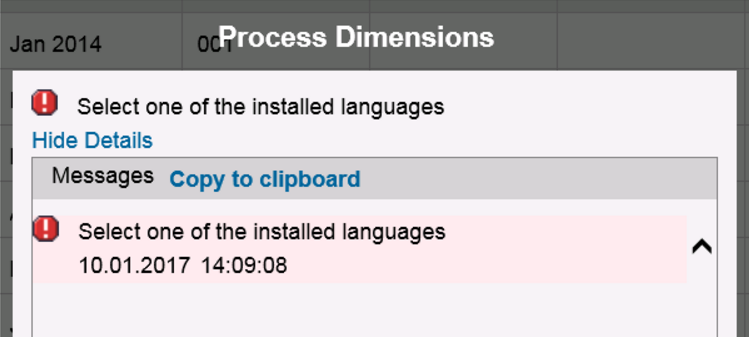 Process Dimensions
Jan 2014 001
Select one of the installed languages
Hide Details
Messages Copy to clipboard
Select one of the installed languages
10.01.2017 14:09:08